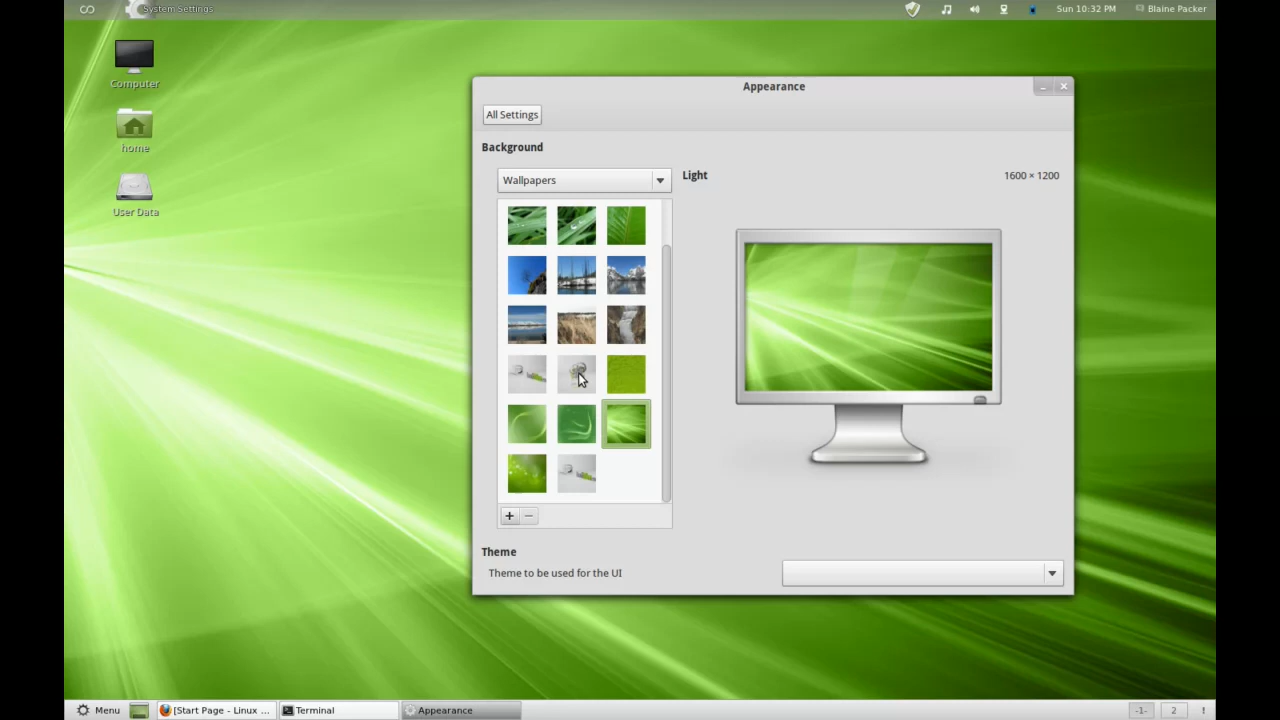 System Settings
Sun 10:32 PM
Blaine Packer
Computer
home
User Data
Appearance
All Settings
Background
Wallpapers
Light
1600 × 1200
Theme
Theme to be used for the UI
Menu
[Start Page - Linux ...
Terminal
Appearance
-1-
2